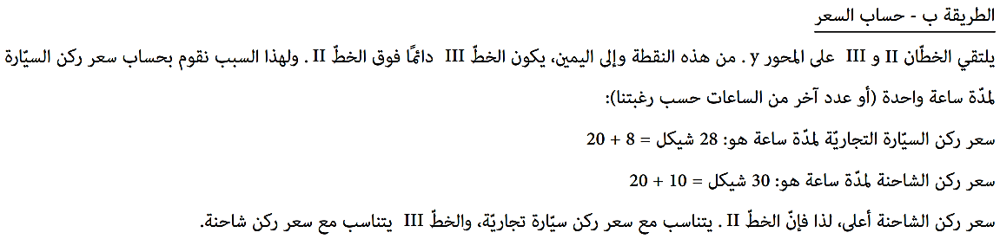 الطريقة ب - حساب السعر
يلتقي الخطّان II و III على المحور y . من هذه النقطة وإلى اليمين، يكون الخطّ III دائمًا فوق الخطّ II . ولهذا السبب نقوم بحساب سعر ركن السيّارة
لمدّة ساعة واحدة (أو عدد آخر من الساعات حسب رغبتنا):
سعر ركن السيّارة التجاريّة لمدّة ساعة هو: 28 شيكل = 8 + 20
سعر ركن الشاحنة لمدّة ساعة هو: 30 شيكل = 10 + 20
سعر ركن الشاحنة أعلى، لذا فإنّ الخطّ II . يتناسب مع سعر ركن سيّارة تجاريّة، والخطّ III يتناسب مع سعر ركن شاحنة.